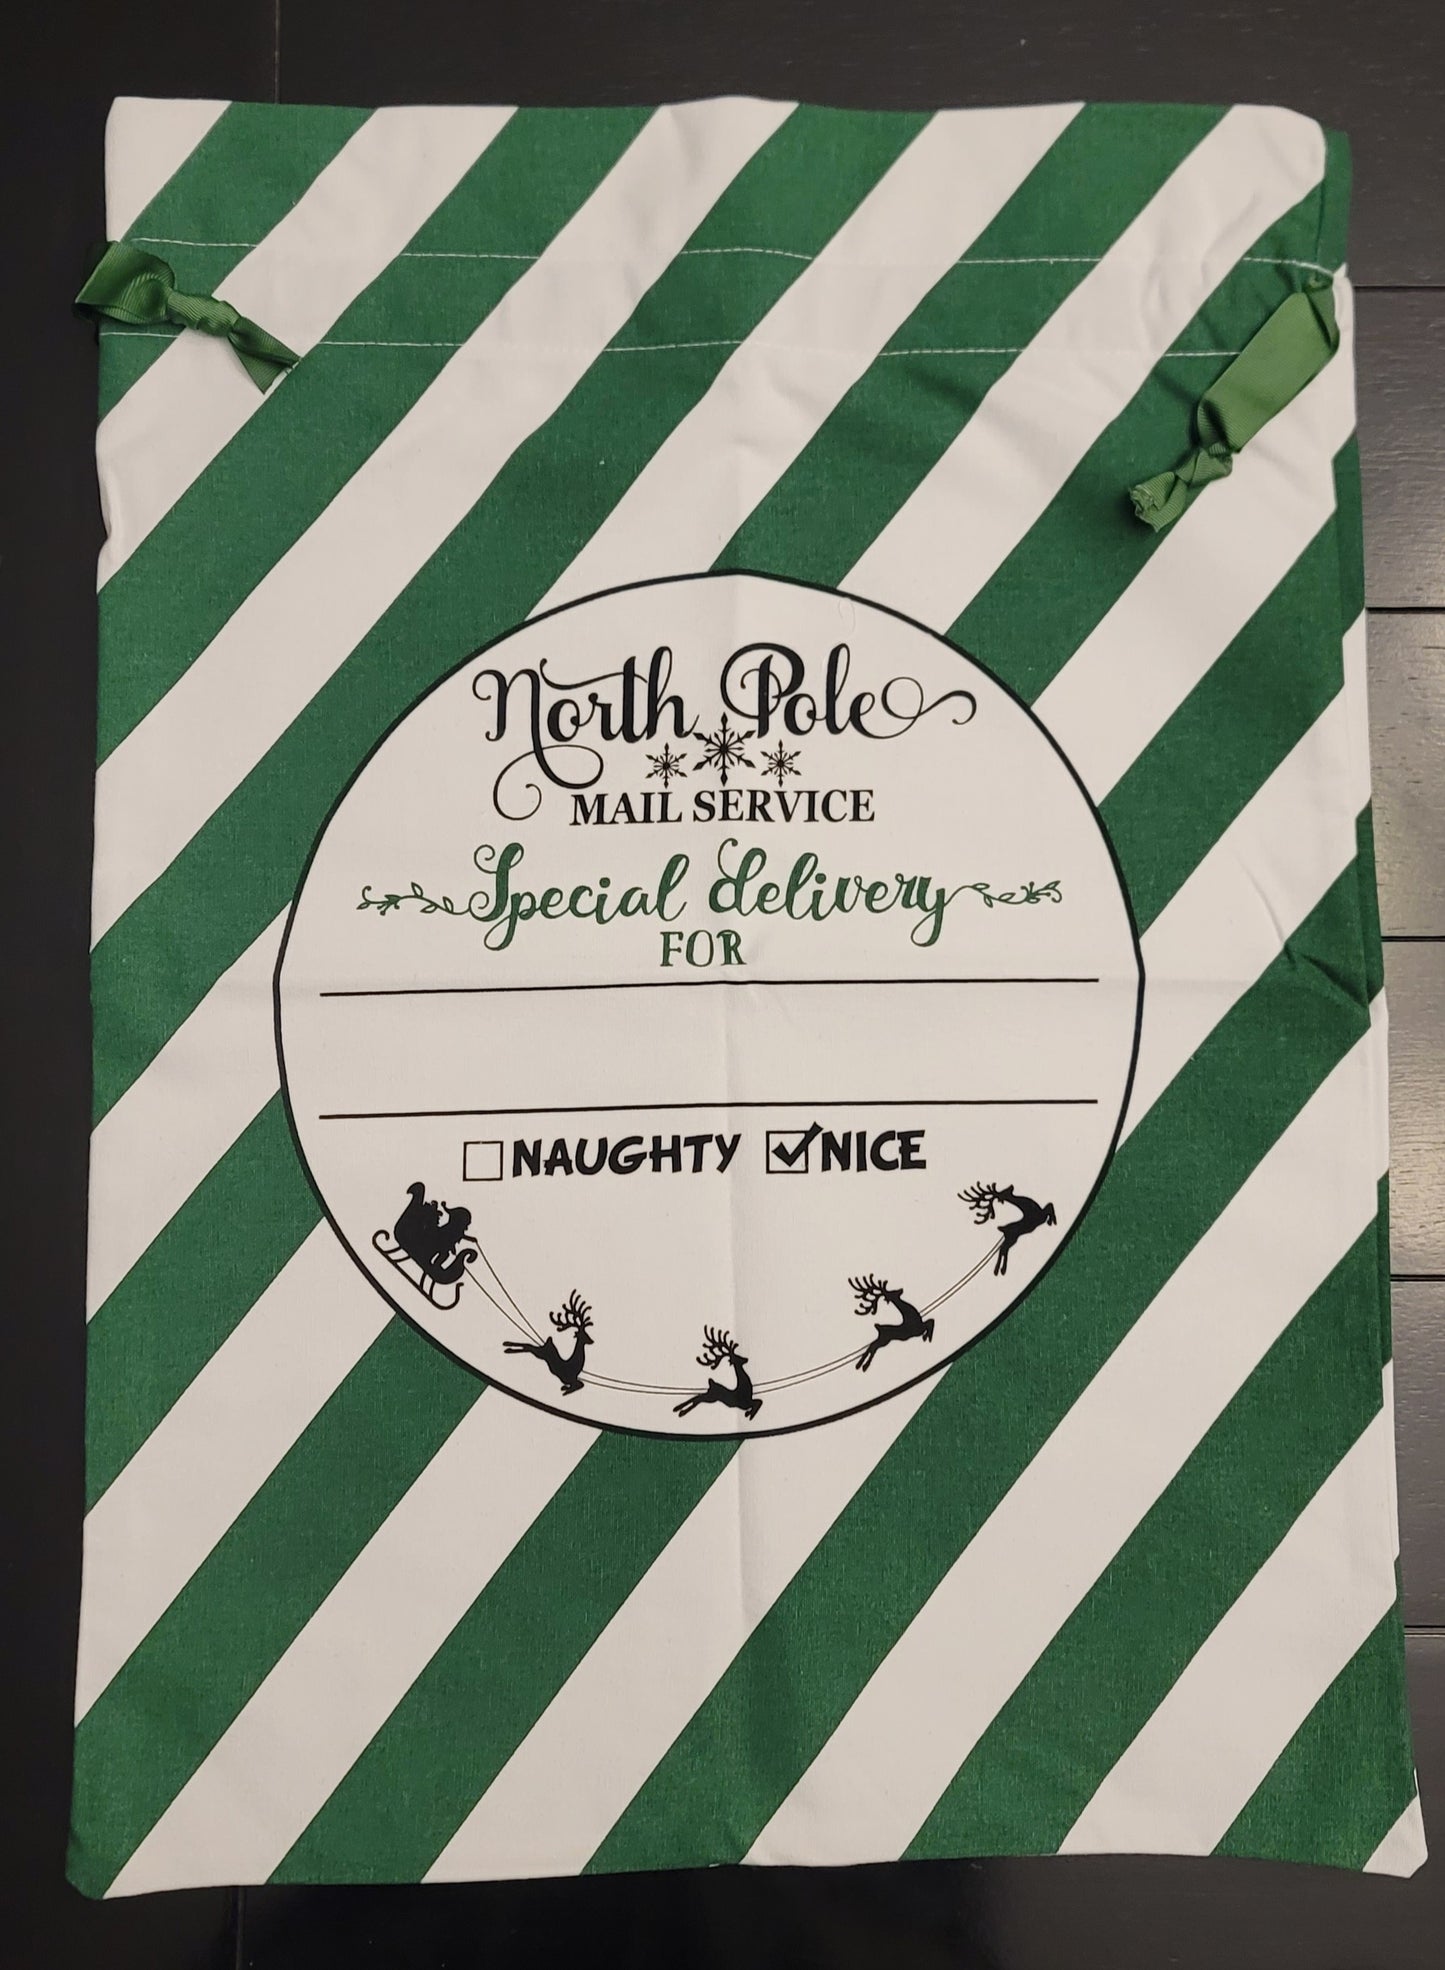 North Pole
MAIL SERVICE
Special delivery
FOR
NAUGHTY NICE